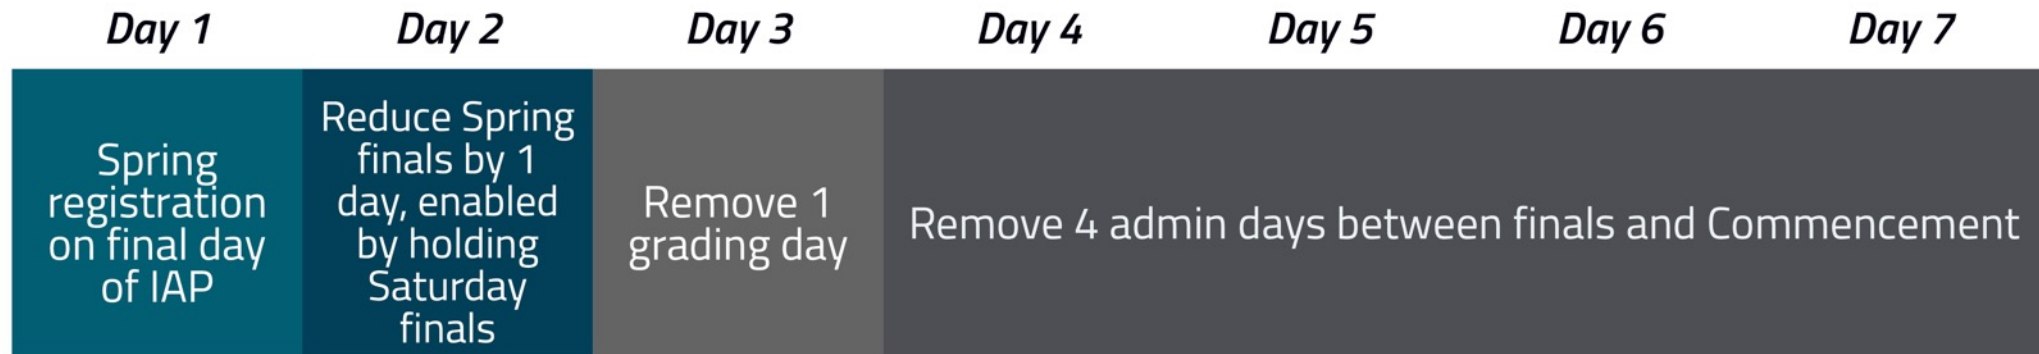 Day 1 Day 2 Day 3 Day 4 Day 5 Day 6 Day 7
Spring
registration
on final day
of IAP
Reduce Spring
finals by 1
day, enabled
by holding
Saturday
finals
Remove 1
grading day
Remove 4 admin days between finals and Commencement